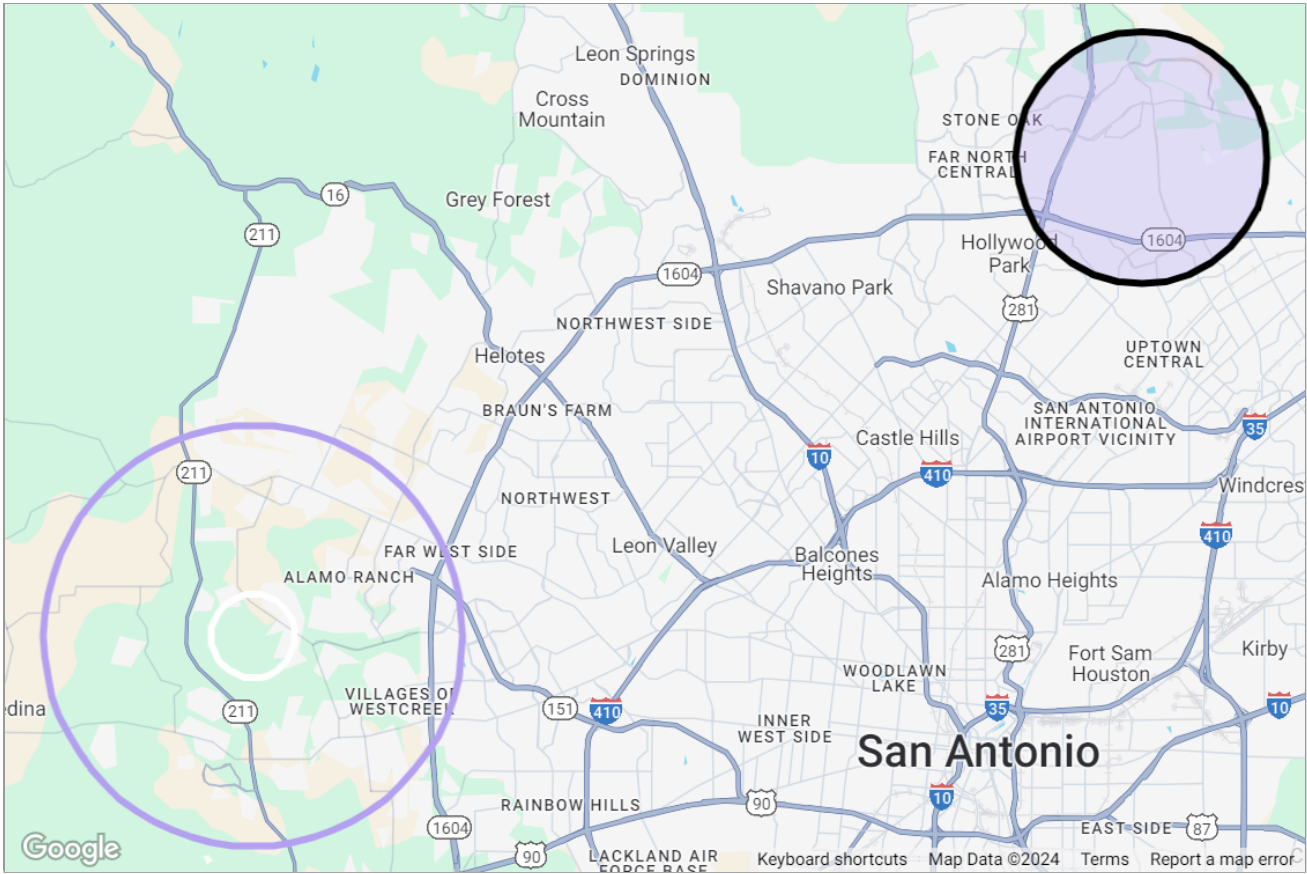 Leon Springs
DOMINION
Cross
Mountain
STONE OAK
FAR NORTH
CENTRAL
16
Grey Forest
211
1604
Hollywood
Park
1604
Shavano Park
281
NORTHWEST SIDE
Helotes
UPTOWN
CENTRAL
BRAUN'S FARM
SAN ANTONIO
INTERNATIONAL
AIRPORT VICINITY
35
Castle Hills
10
410
211
Windcres
NORTHWEST
410
FAR WEST SIDE
Leon Valley
Balcones
Heights
ALAMO RANCH
Alamo Heights
281
Fort Sam
Houston
Kirby
WOODLAWN
LAKE
VILLAGES OF
WESTCREEK
edina
211
151
410
35
10
INNER
WEST SIDE
San Antonio
10
RAINBOW HILLS
90
1604
EAST SIDE
87
90
LACKLAND AIR
FORCE BASE
Google
Keyboard shortcuts
Map Data ©2024
Terms
Report a map error